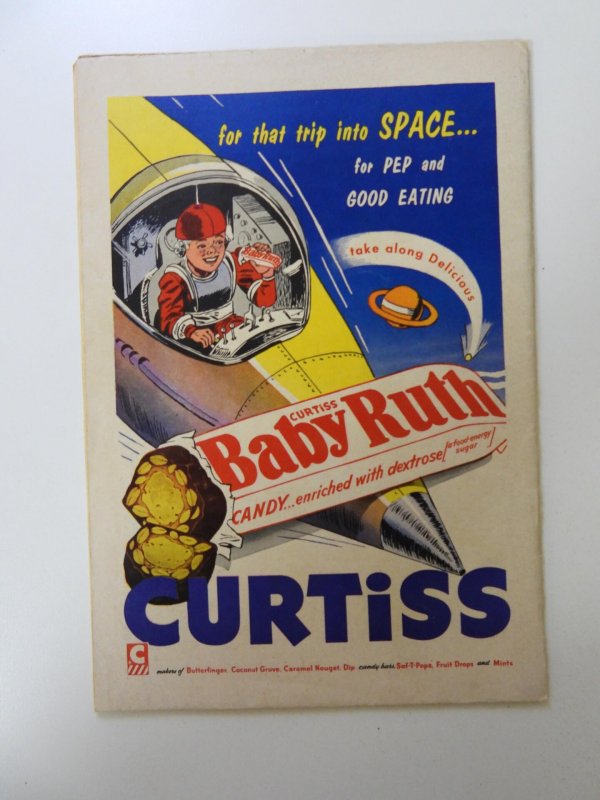 for that trip into SPACE...
for PEP and
GOOD EATING
take along Delicious
Baby Ruth
CURTISS
Baby Ruth
CANDY...enriched with dextrose [a food energy
sugar]
CURTiSS
C
makers of Butterfinger, Coconut Grove, Caramel Nougat, Dip candy bars, Saf-T-Pops, Fruit Drops and Mints